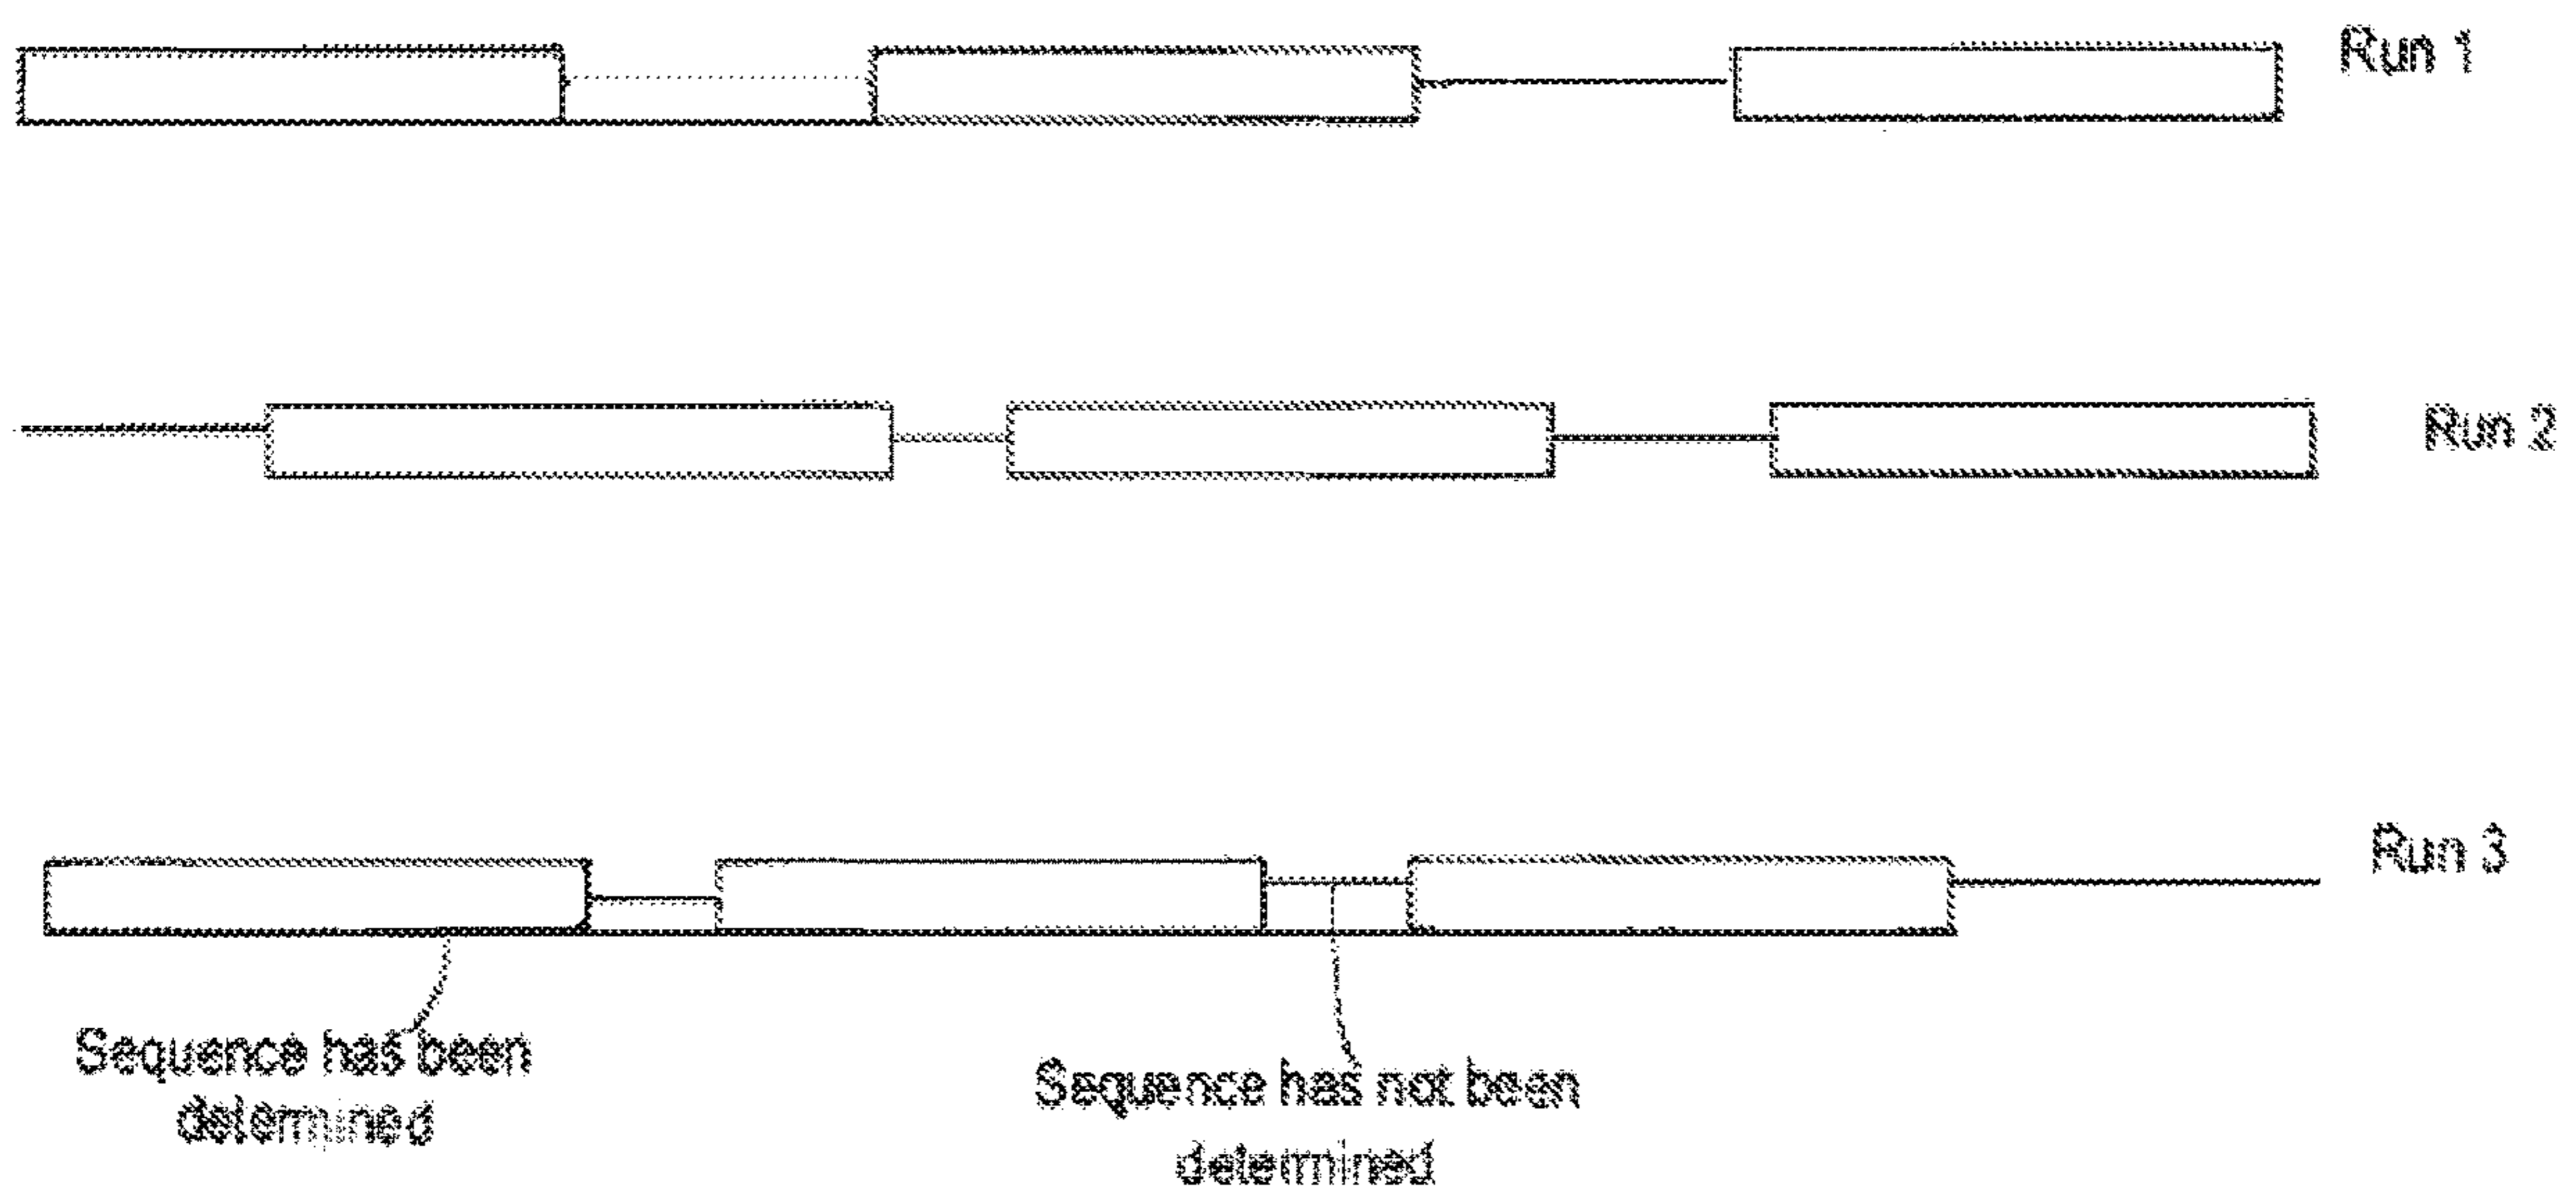 Run 1
Run 2
Run 3
Sequence has been
determined
Sequence has not been
determined